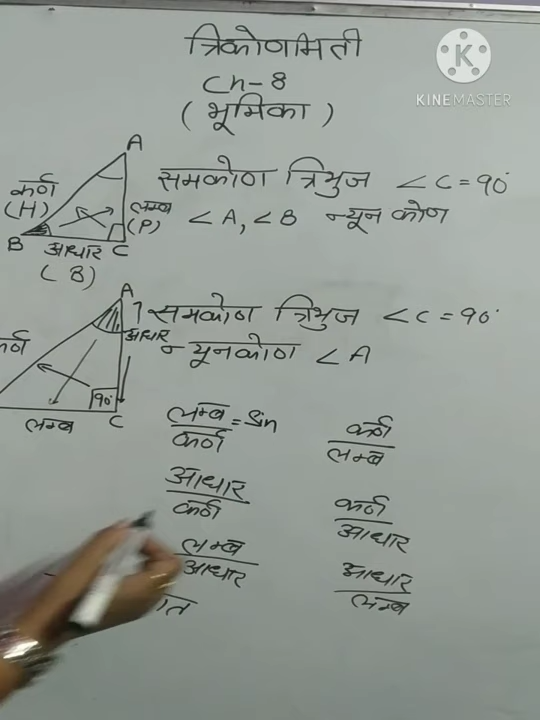 त्रिकोणमिती
Ch-8
(भूमिका)
KINEMASTER
A
कर्ण
(H)
लम्ब
(P)
B
आधार
C
(B)
समकोण त्रिभुज ∠C = 90°
∠A, ∠B न्यून कोण
A
आधार
90°
लम्ब
C
समकोण त्रिभुज ∠C = 90°
न्यूनकोण ∠A
लम्ब/कर्ण = Sin
कर्ण/लम्ब
आधार/कर्ण
कर्ण/आधार
लम्ब/आधार
आधार/लम्ब